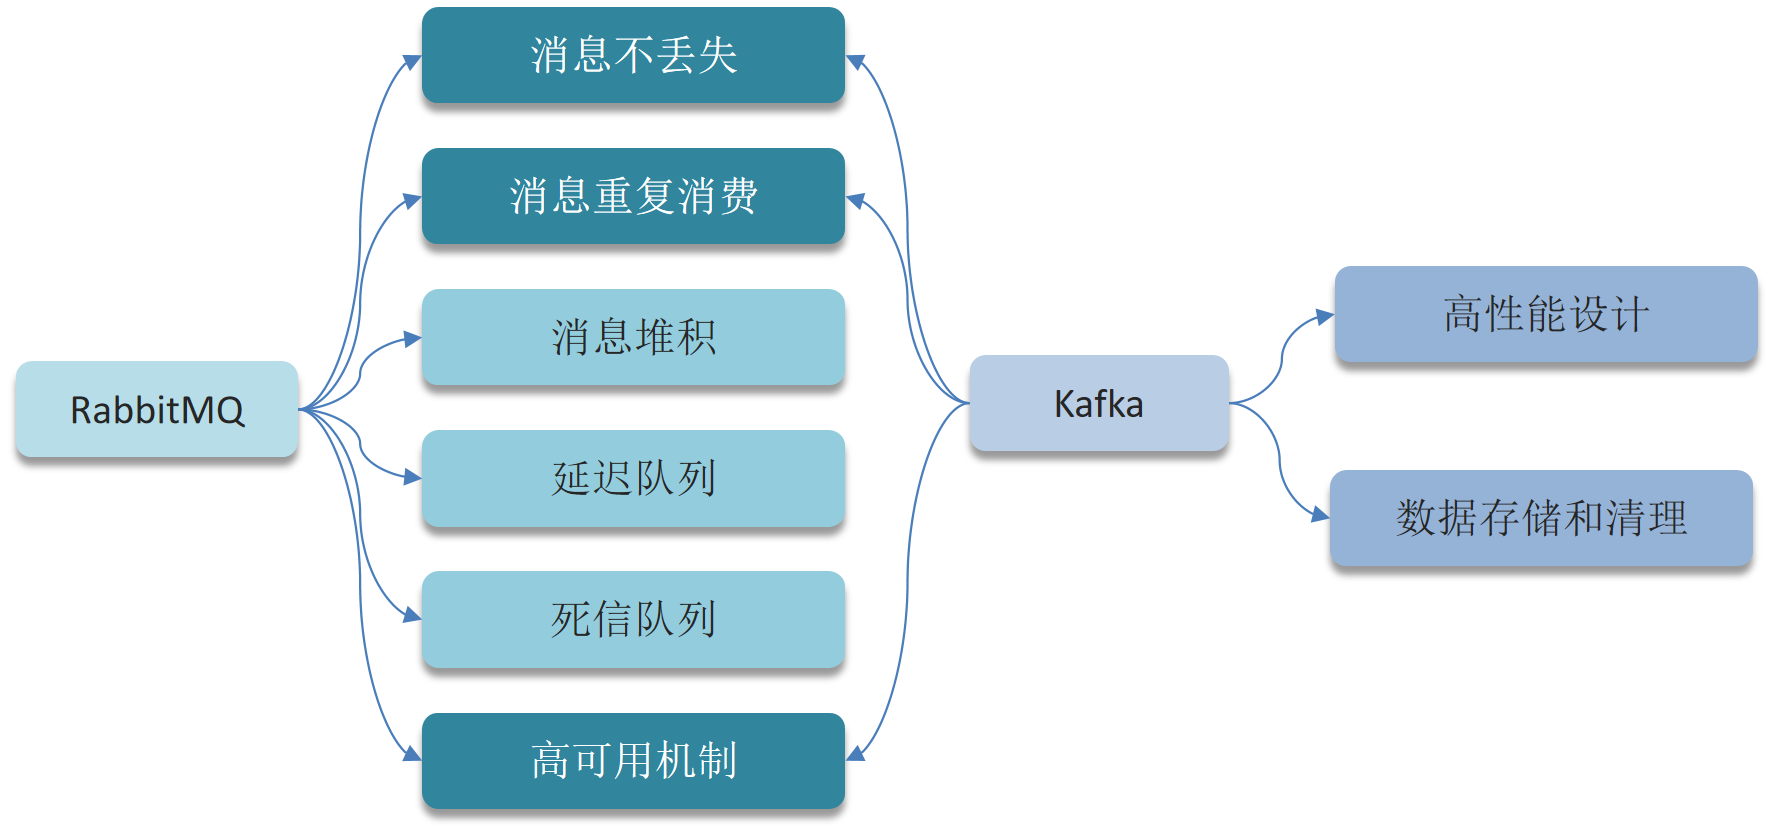 消息不丢失
消息重复消费
消息堆积
RabbitMQ
延迟队列
死信队列
高可用机制
Kafka
高性能设计
数据存储和清理